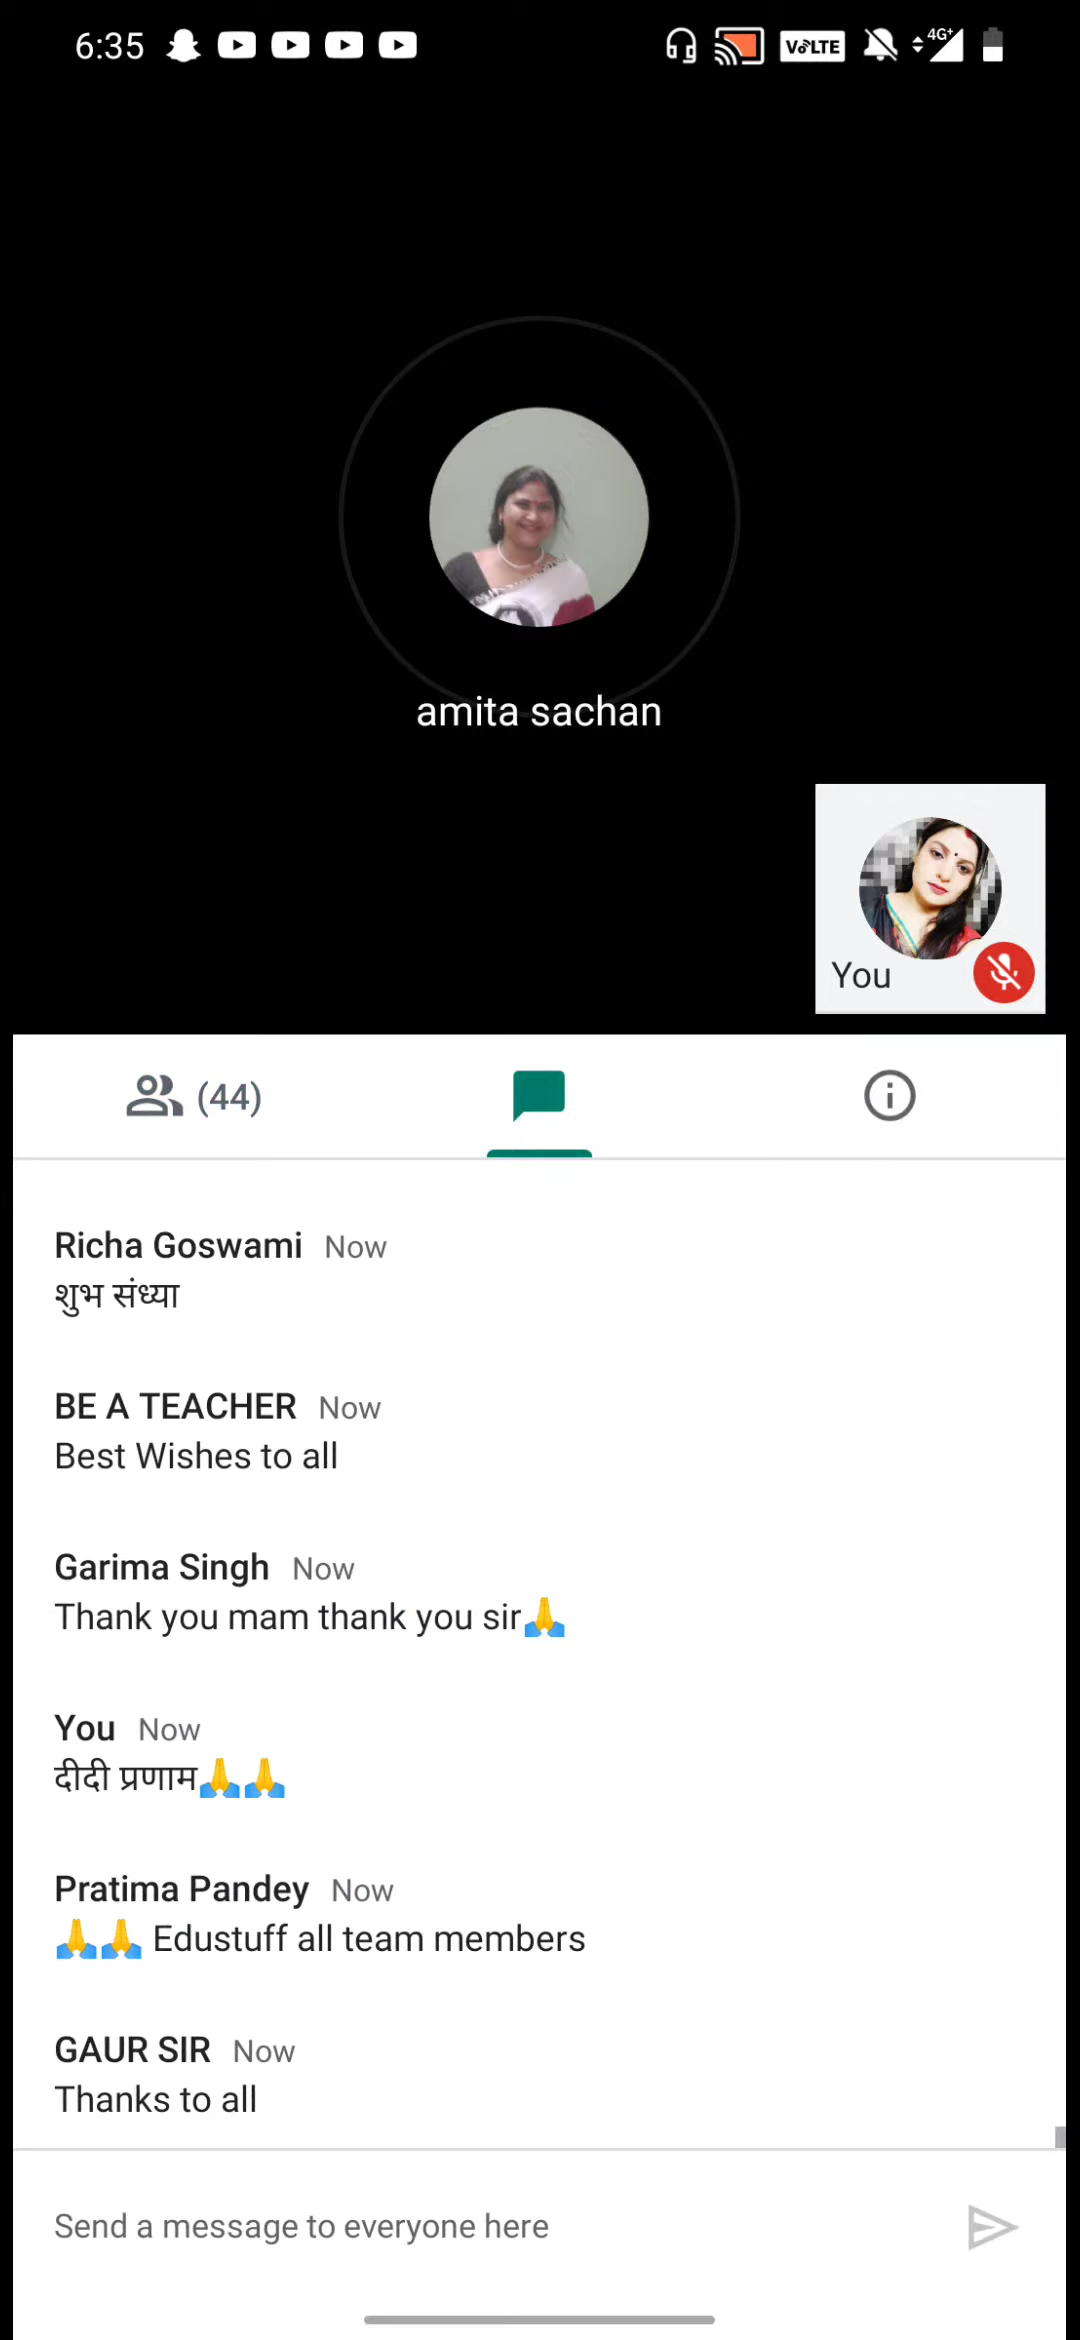 6:35
VoLTE
4G+
amita sachan
You
(44)
Richa Goswami Now
शुभ संध्या
BE A TEACHER Now
Best Wishes to all
Garima Singh Now
Thank you mam thank you sir🙏
You Now
दीदी प्रणाम🙏🙏
Pratima Pandey Now
🙏🙏 Edustuff all team members
GAUR SIR Now
Thanks to all
Send a message to everyone here